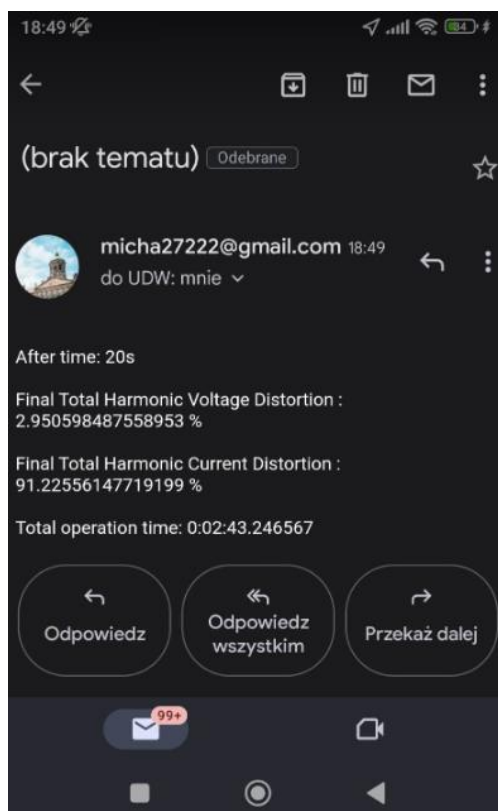 18:49 84
(brak tematu) Odebrane
micha27222@gmail.com 18:49
do UDW: mnie
After time: 20s
Final Total Harmonic Voltage Distortion :
2.950598487558953 %
Final Total Harmonic Current Distortion :
91.22556147719199 %
Total operation time: 0:02:43.246567
Odpowiedz
Odpowiedz
wszystkim
Przekaż dalej
99+